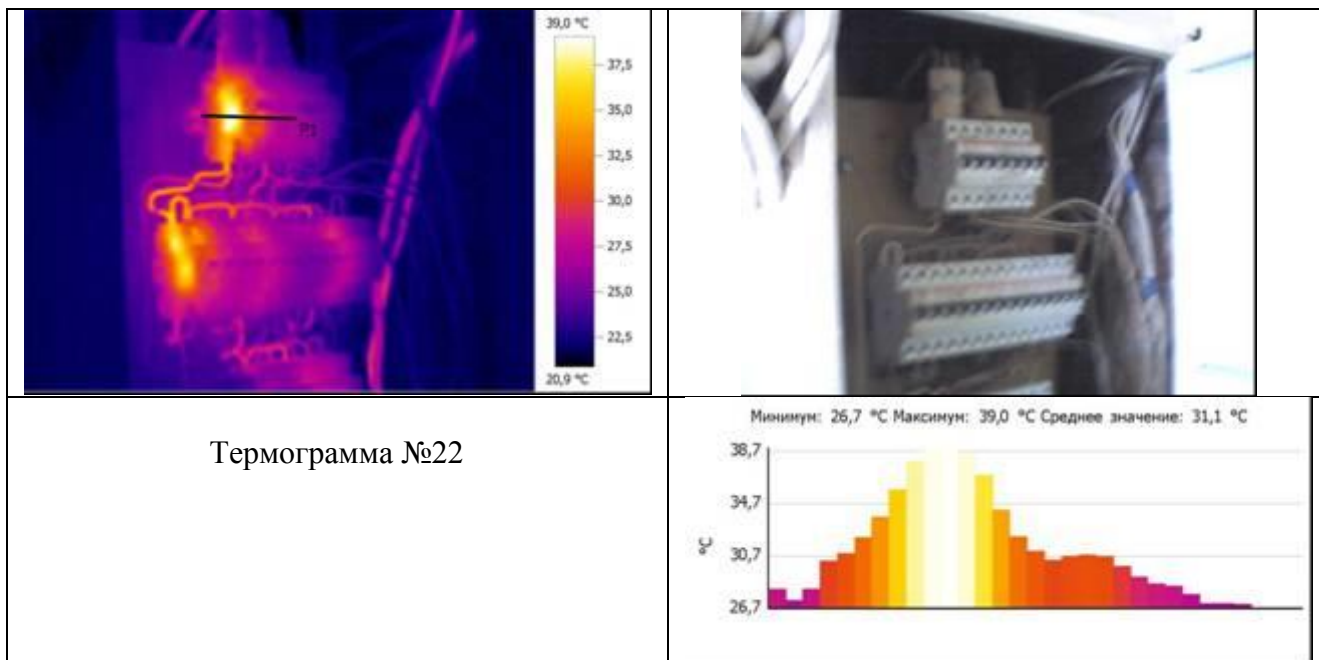 39,0 °C
37,5
35,0
32,5
30,0
27,5
25,0
22,5
20,9 °C
P1
Термограмма №22
Минимум: 26,7 °C Максимум: 39,0 °C Среднее значение: 31,1 °C
38,7
34,7
30,7
26,7
°C